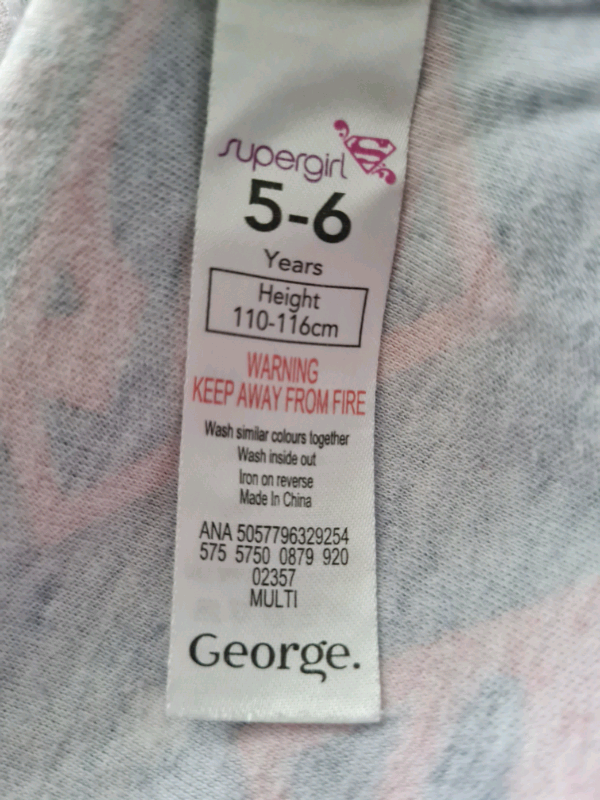 supergirl
5-6
Years
Height
110-116cm
WARNING
KEEP AWAY FROM FIRE
Wash similar colours together
Wash inside out
Iron on reverse
Made In China
ANA 5057796329254
575 5750 0879 920
02357
MULTI
George.